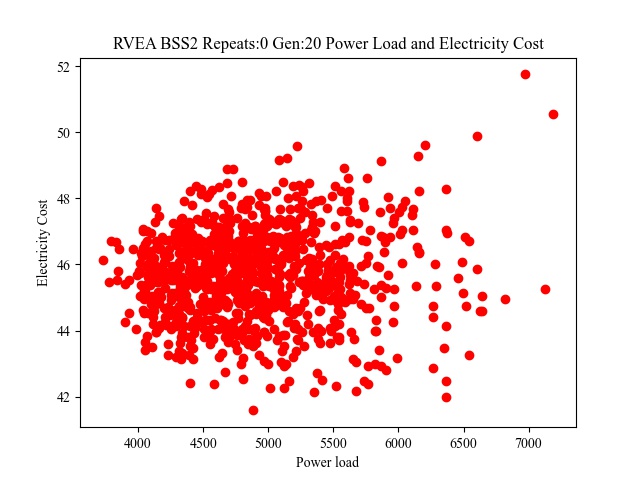 RVEA BSS2 Repeats:0 Gen:20 Power Load and Electricity Cost
52
50
48
46
44
42
Electricity Cost
4000 4500 5000 5500 6000 6500 7000
Power load